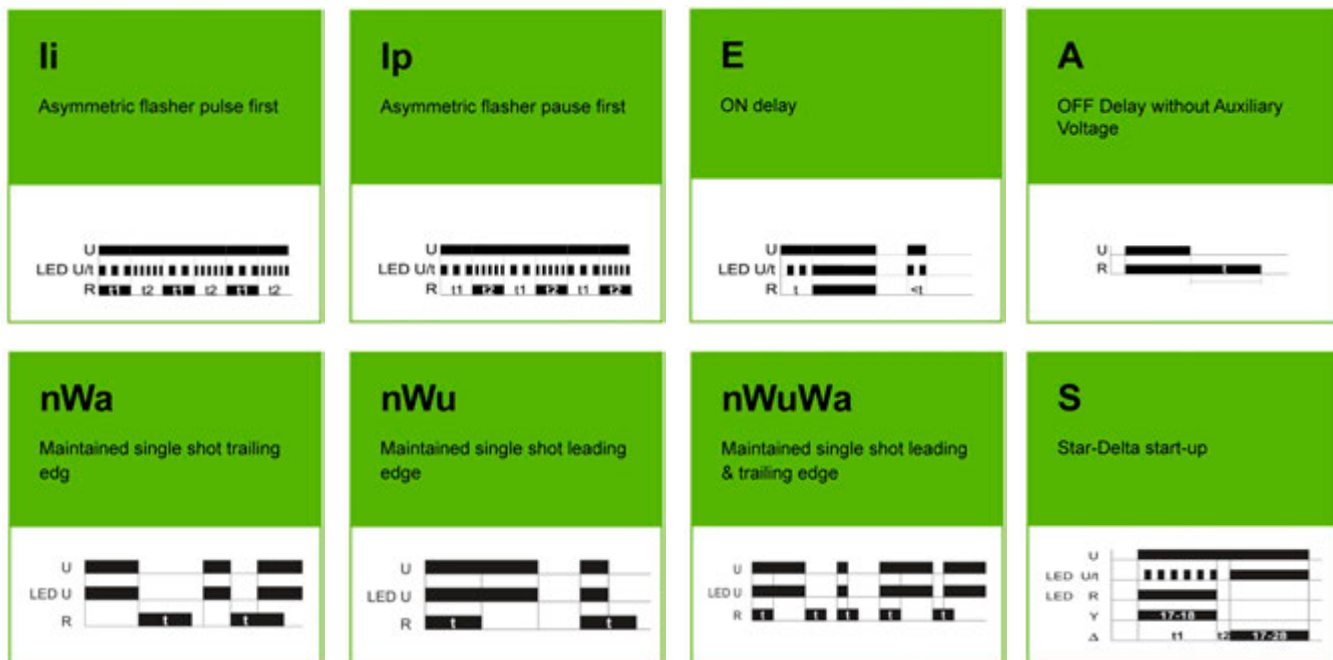 Ii
Asymmetric flasher pulse first
U
LED U/t
R t1 t2 t1 t2 t1 t2
Ip
Asymmetric flasher pause first
U
LED U/t
R t1 t2 t1 t2 t1 t2
E
ON delay
U
LED U/t
R t <t
A
OFF Delay without Auxiliary
Voltage
U
R t
nWa
Maintained single shot trailing
edg
U
LED U
R t t
nWu
Maintained single shot leading
edge
U
LED U
R t t
nWuWa
Maintained single shot leading
& trailing edge
U
LED U
R t t t t t
S
Star-Delta start-up
U
LED U/t
LED R
Y 17-18
Δ t1 t2 17-28